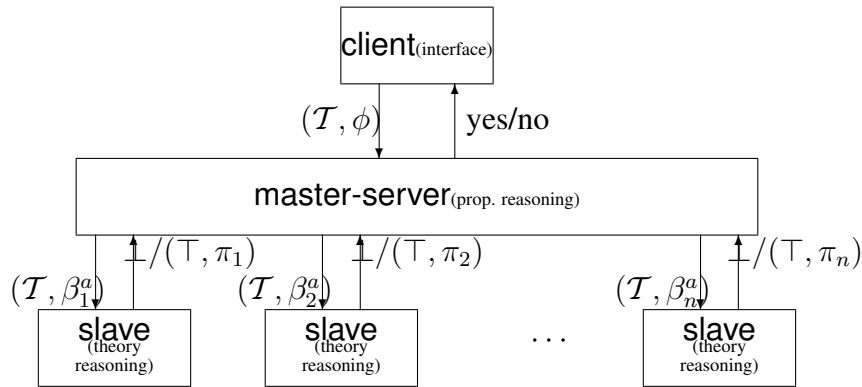 client(interface)
(𝒯, ϕ) yes/no
master-server(prop. reasoning)
⊥/(⊤, π₁) ⊥/(⊤, π₂) ⊥/(⊤, πₙ)
(𝒯, β₁ᵃ) (𝒯, β₂ᵃ) (𝒯, βₙᵃ)
slave slave slave
(theory (theory ... (theory
reasoning) reasoning) reasoning)